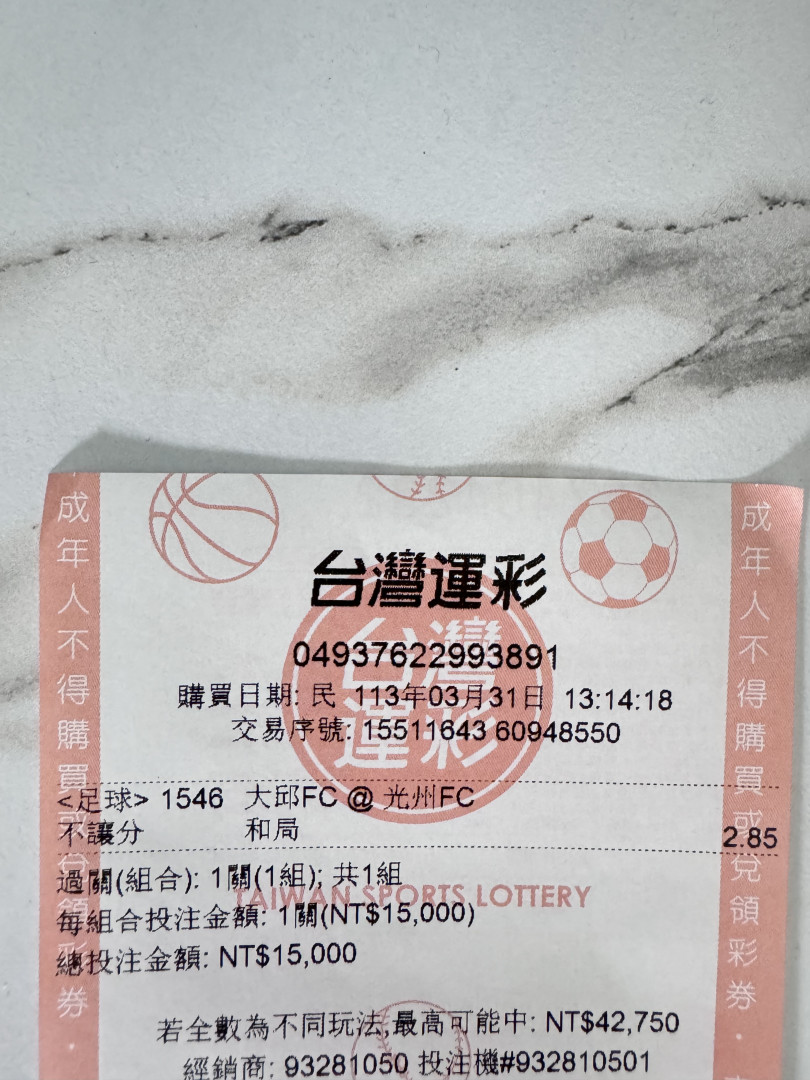 台灣運彩
04937622993891
購買日期: 民 113年03月31日 13:14:18
交易序號: 15511643 60948550
<足球> 1546 大邱FC @ 光州FC
不讓分 和局 2.85
過關(組合): 1關(1組); 共1組
TAIWAN SPORTS LOTTERY
每組合投注金額: 1關(NT$15,000)
總投注金額: NT$15,000
若全數為不同玩法,最高可能中: NT$42,750
經銷商: 93281050 投注機#932810501
台灣
運彩
成年人不得購買或兌領彩券.
成年人不得購買或兌領彩券.